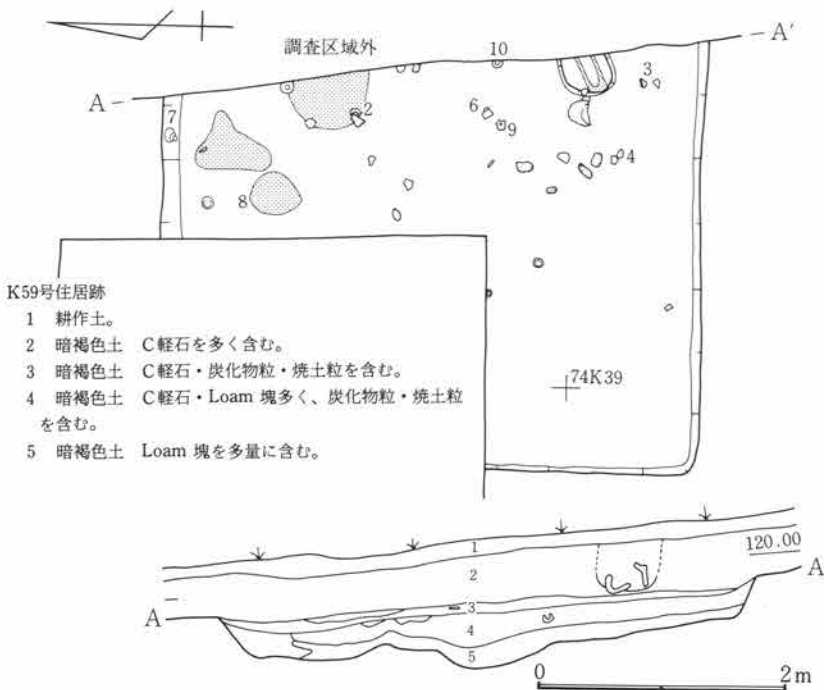 調査区域外
10
A′
3
A
2
7
6
9
4
8
K59号住居跡
1 耕作土。
2 暗褐色土 C軽石を多く含む。
3 暗褐色土 C軽石・炭化物粒・焼土粒を含む。
4 暗褐色土 C軽石・Loam 塊多く、炭化物粒・焼土粒
を含む。
5 暗褐色土 Loam 塊を多量に含む。
74K39
1
120.00
2
A
A
3
4
5
0
2m